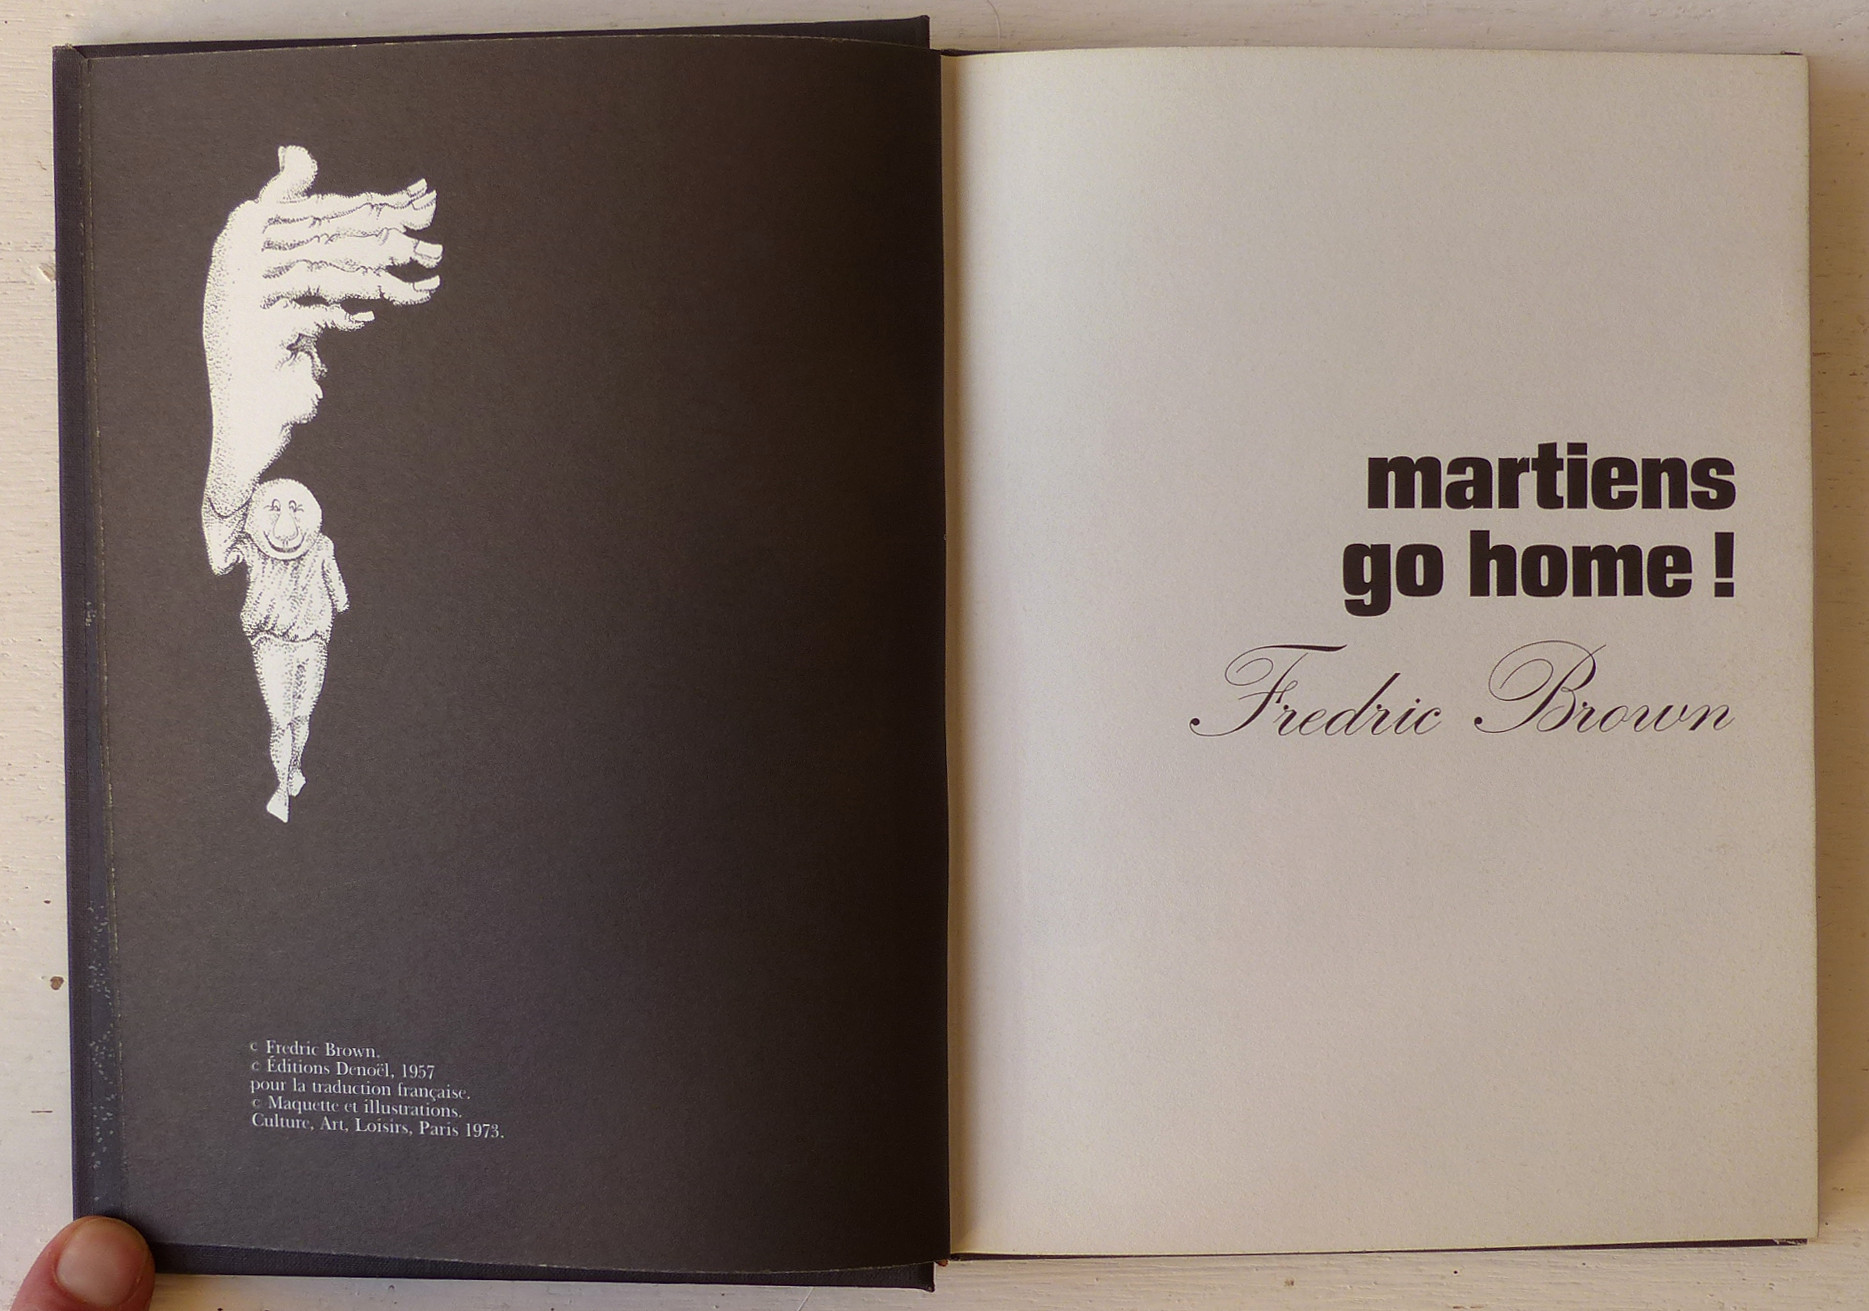 © Fredric Brown.
© Éditions Denoël, 1957
pour la traduction française.
© Maquette et illustrations.
Culture, Art, Loisirs, Paris 1973.
martiens
go home !
Fredric Brown